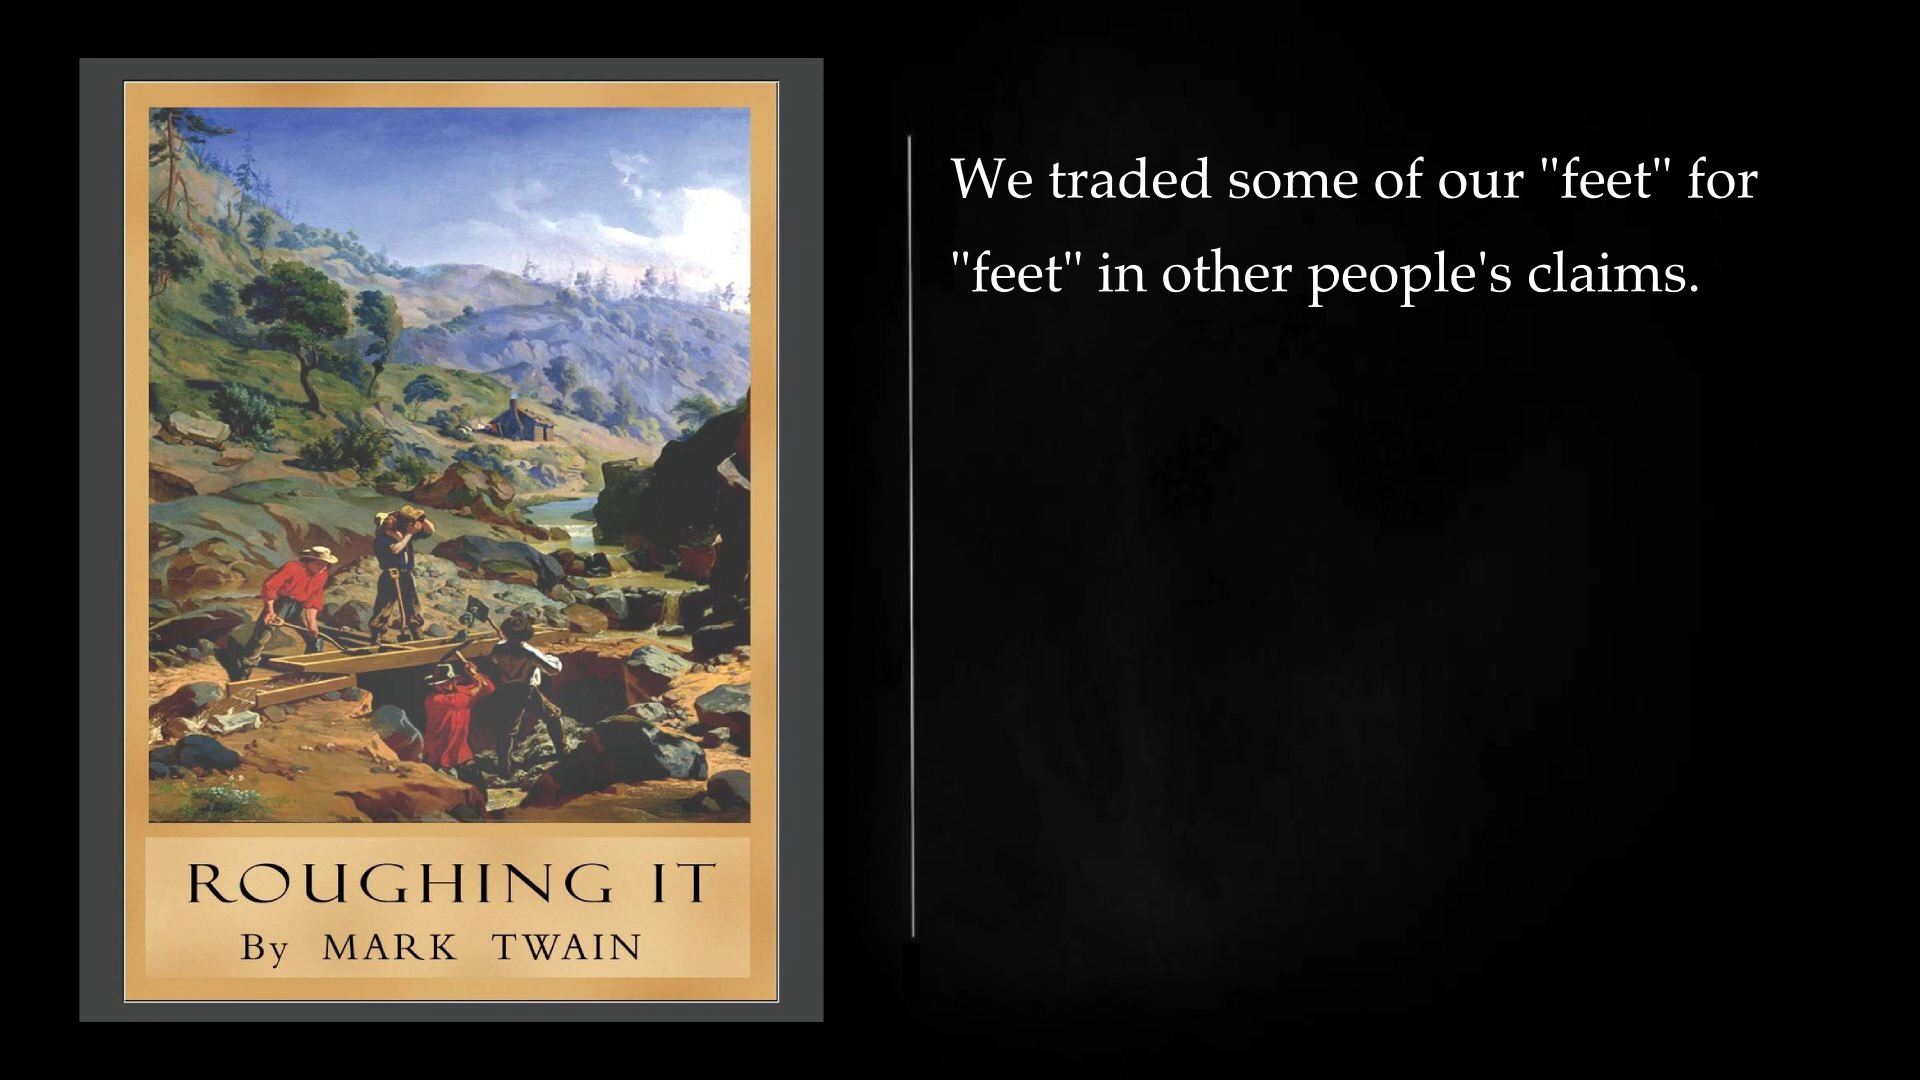 We traded some of our "feet" for
"feet" in other people's claims.
ROUGHING IT
By MARK TWAIN